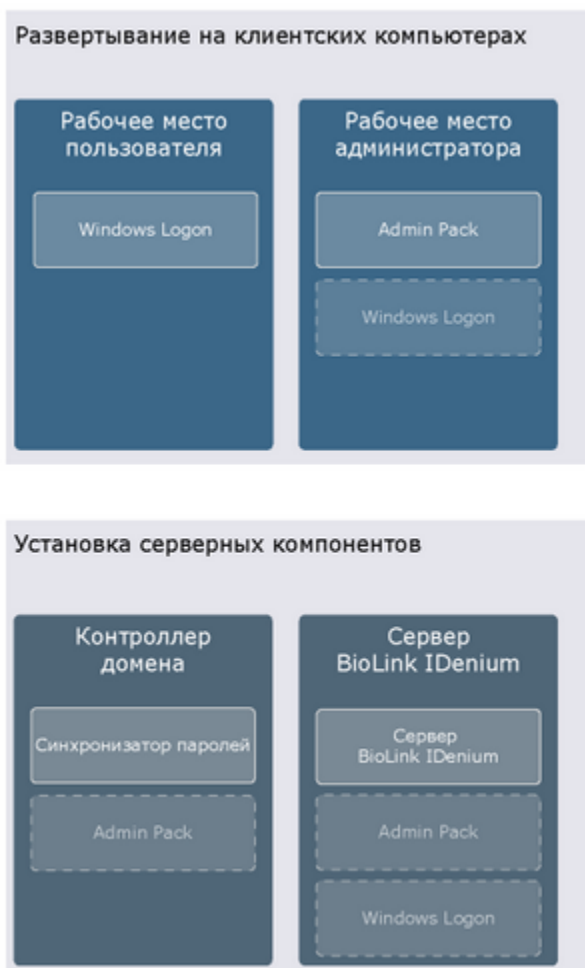 Развертывание на клиентских компьютерах
Рабочее место
пользователя
Windows Logon
Рабочее место
администратора
Admin Pack
Windows Logon
Установка серверных компонентов
Контроллер
домена
Синхронизатор паролей
Admin Pack
Сервер
BioLink IDenium
Сервер
BioLink IDenium
Admin Pack
Windows Logon